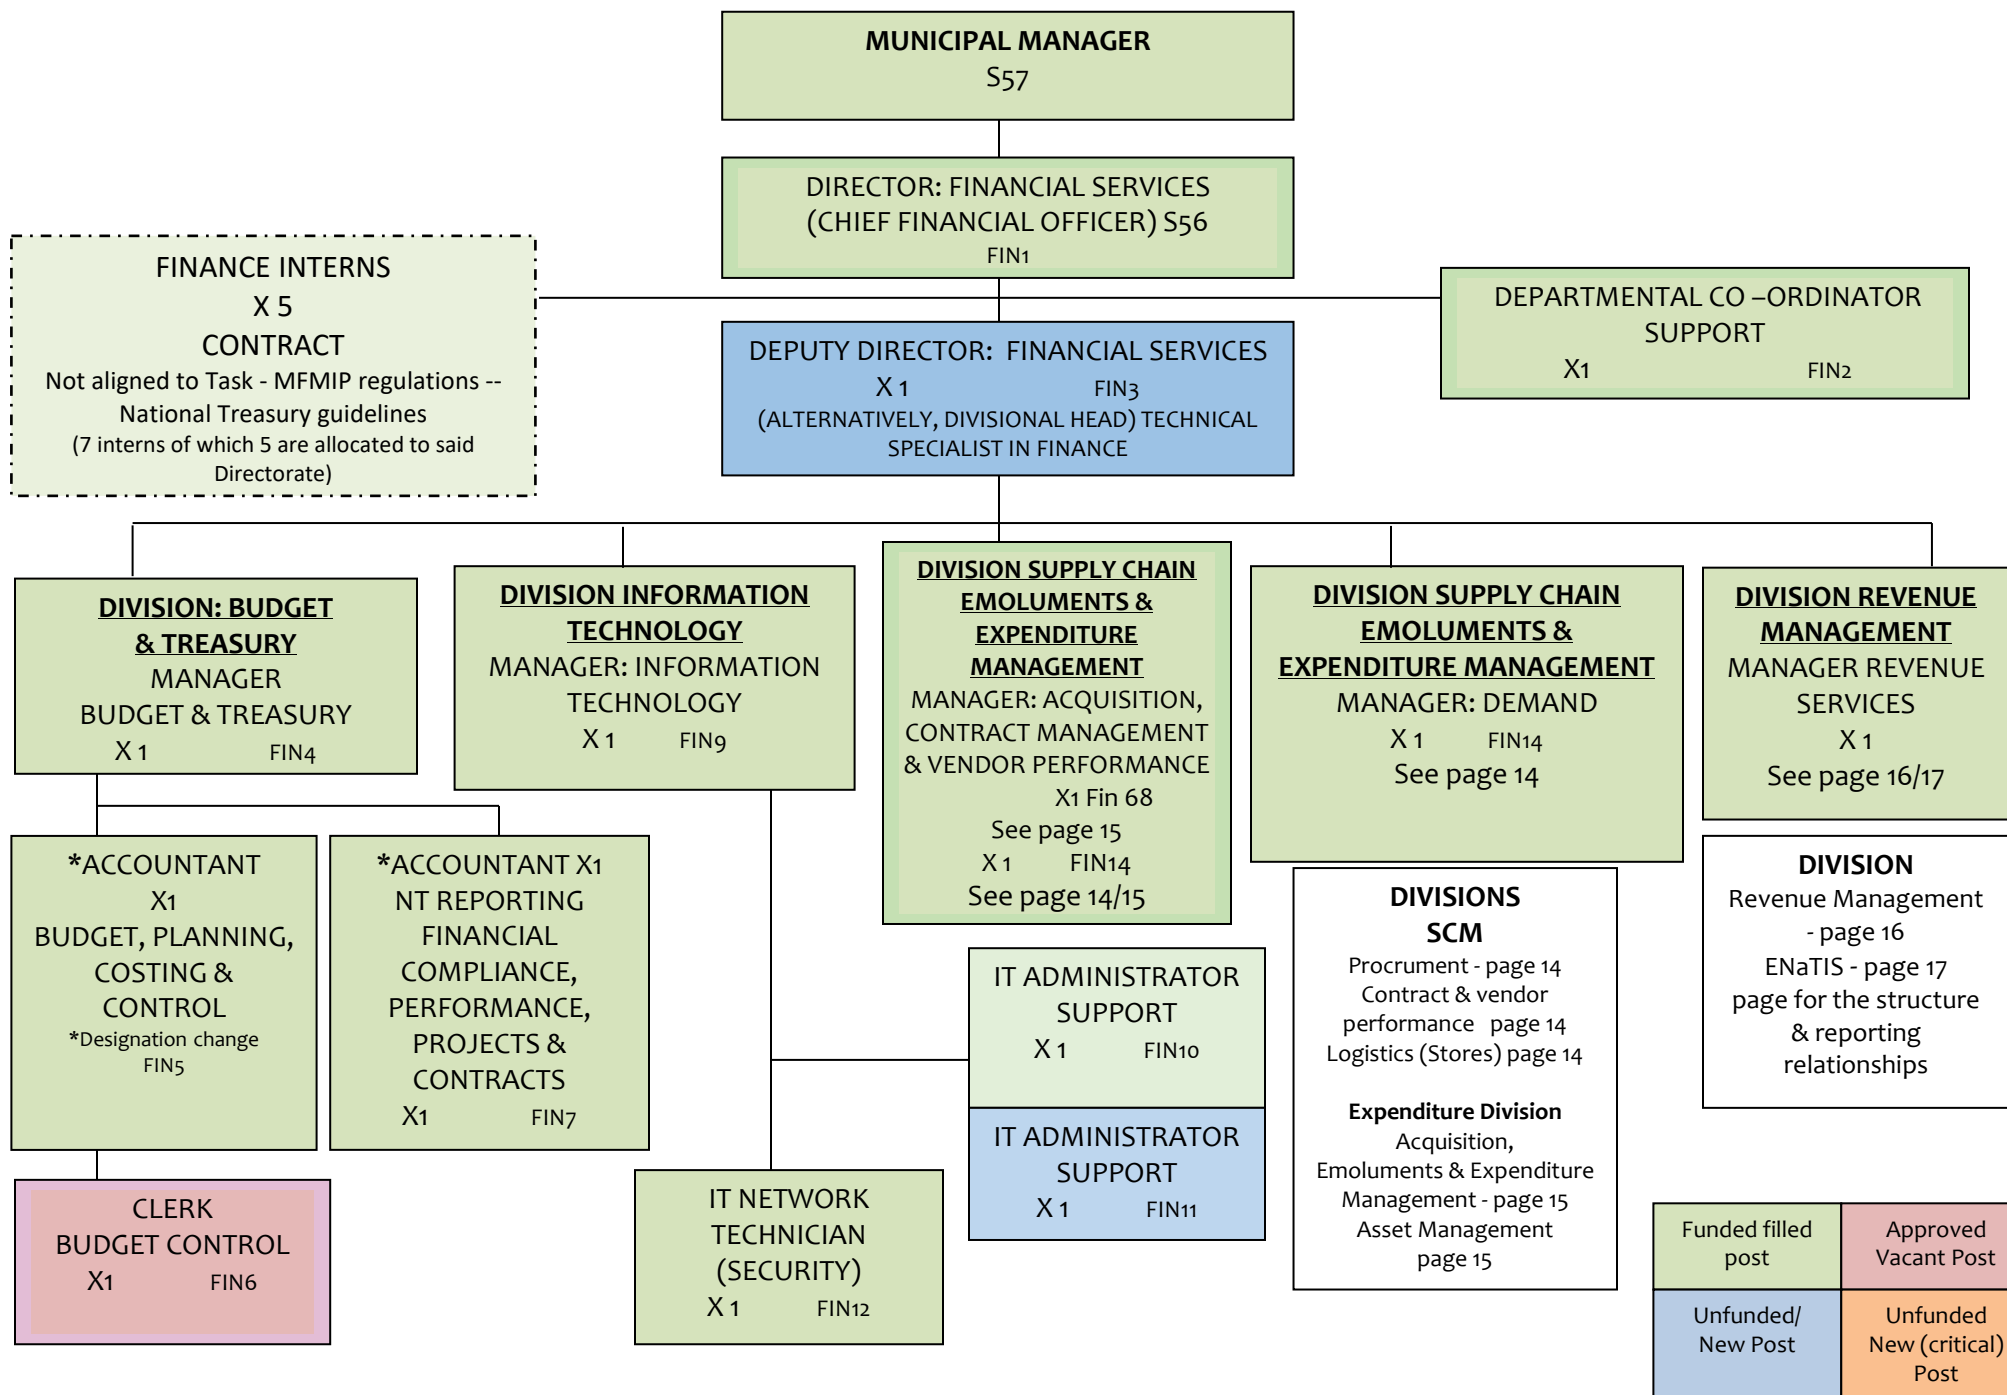 MUNICIPAL MANAGER
S57
DIRECTOR: FINANCIAL SERVICES
(CHIEF FINANCIAL OFFICER) S56
FIN1
FINANCE INTERNS
X 5
CONTRACT
Not aligned to Task - MFMIP regulations --
National Treasury guidelines
(7 interns of which 5 are allocated to said
Directorate)
DEPARTMENTAL CO –ORDINATOR
SUPPORT
X1 FIN2
DEPUTY DIRECTOR: FINANCIAL SERVICES
X 1 FIN3
(ALTERNATIVELY, DIVISIONAL HEAD) TECHNICAL
SPECIALIST IN FINANCE
DIVISION: BUDGET
& TREASURY
MANAGER
BUDGET & TREASURY
X 1 FIN4
DIVISION INFORMATION
TECHNOLOGY
MANAGER: INFORMATION
TECHNOLOGY
X 1 FIN9
DIVISION SUPPLY CHAIN
EMOLUMENTS &
EXPENDITURE
MANAGEMENT
MANAGER: ACQUISITION,
CONTRACT MANAGEMENT
& VENDOR PERFORMANCE
X1 Fin 68
See page 15
X 1 FIN14
See page 14/15
DIVISION SUPPLY CHAIN
EMOLUMENTS &
EXPENDITURE MANAGEMENT
MANAGER: DEMAND
X 1 FIN14
See page 14
DIVISION REVENUE
MANAGEMENT
MANAGER REVENUE
SERVICES
X 1
See page 16/17
*ACCOUNTANT
X1
BUDGET, PLANNING,
COSTING &
CONTROL
*Designation change
FIN5
*ACCOUNTANT X1
NT REPORTING
FINANCIAL
COMPLIANCE,
PERFORMANCE,
PROJECTS &
CONTRACTS
X1 FIN7
IT ADMINISTRATOR
SUPPORT
X 1 FIN10
IT ADMINISTRATOR
SUPPORT
X 1 FIN11
DIVISIONS
SCM
Procrument - page 14
Contract & vendor
performance page 14
Logistics (Stores) page 14
Expenditure Division
Acquisition,
Emoluments & Expenditure
Management - page 15
Asset Management
page 15
DIVISION
Revenue Management
- page 16
ENaTIS - page 17
page for the structure
& reporting
relationships
CLERK
BUDGET CONTROL
X1 FIN6
IT NETWORK
TECHNICIAN
(SECURITY)
X 1 FIN12
Funded filled
post
Approved
Vacant Post
Unfunded/
New Post
Unfunded
New (critical)
Post